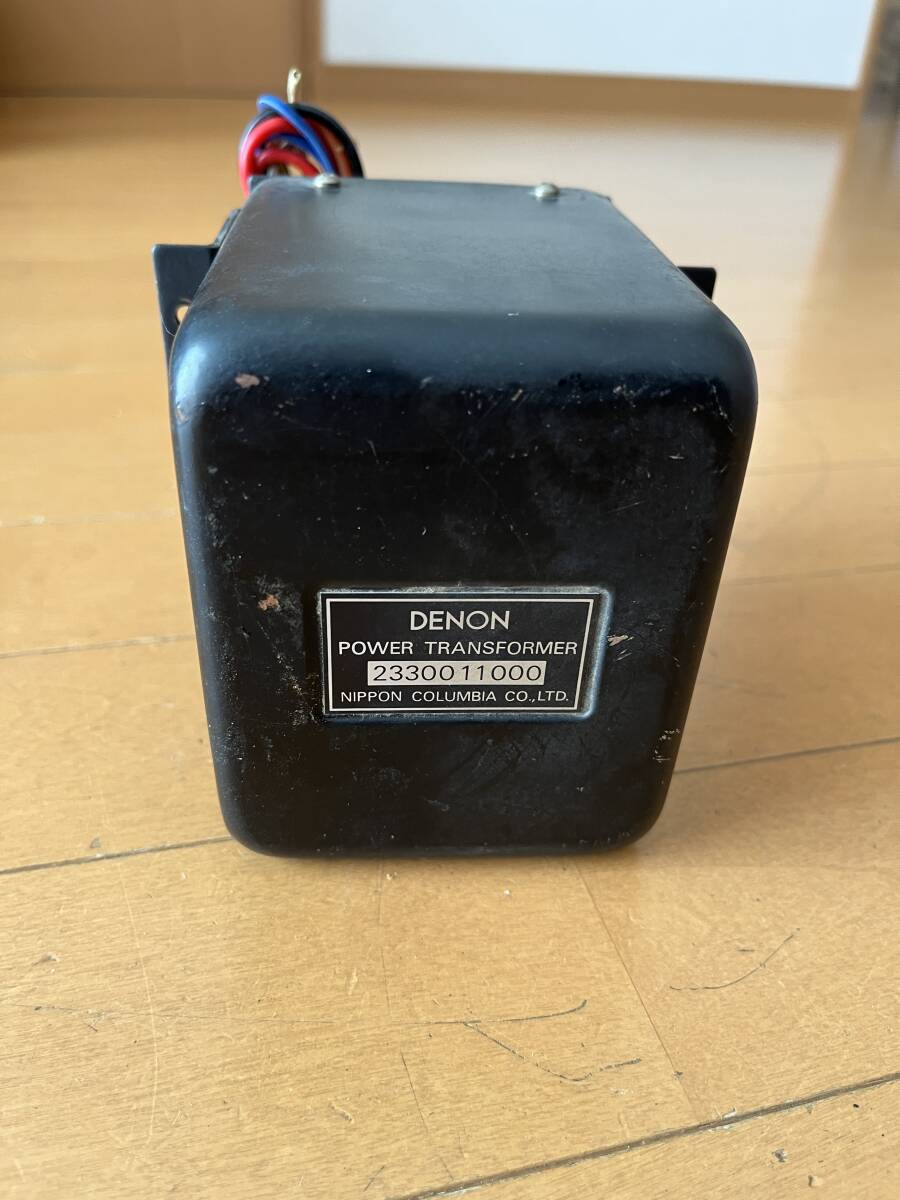 DENON
POWER TRANSFORMER
2330011000
NIPPON COLUMBIA CO.,LTD.